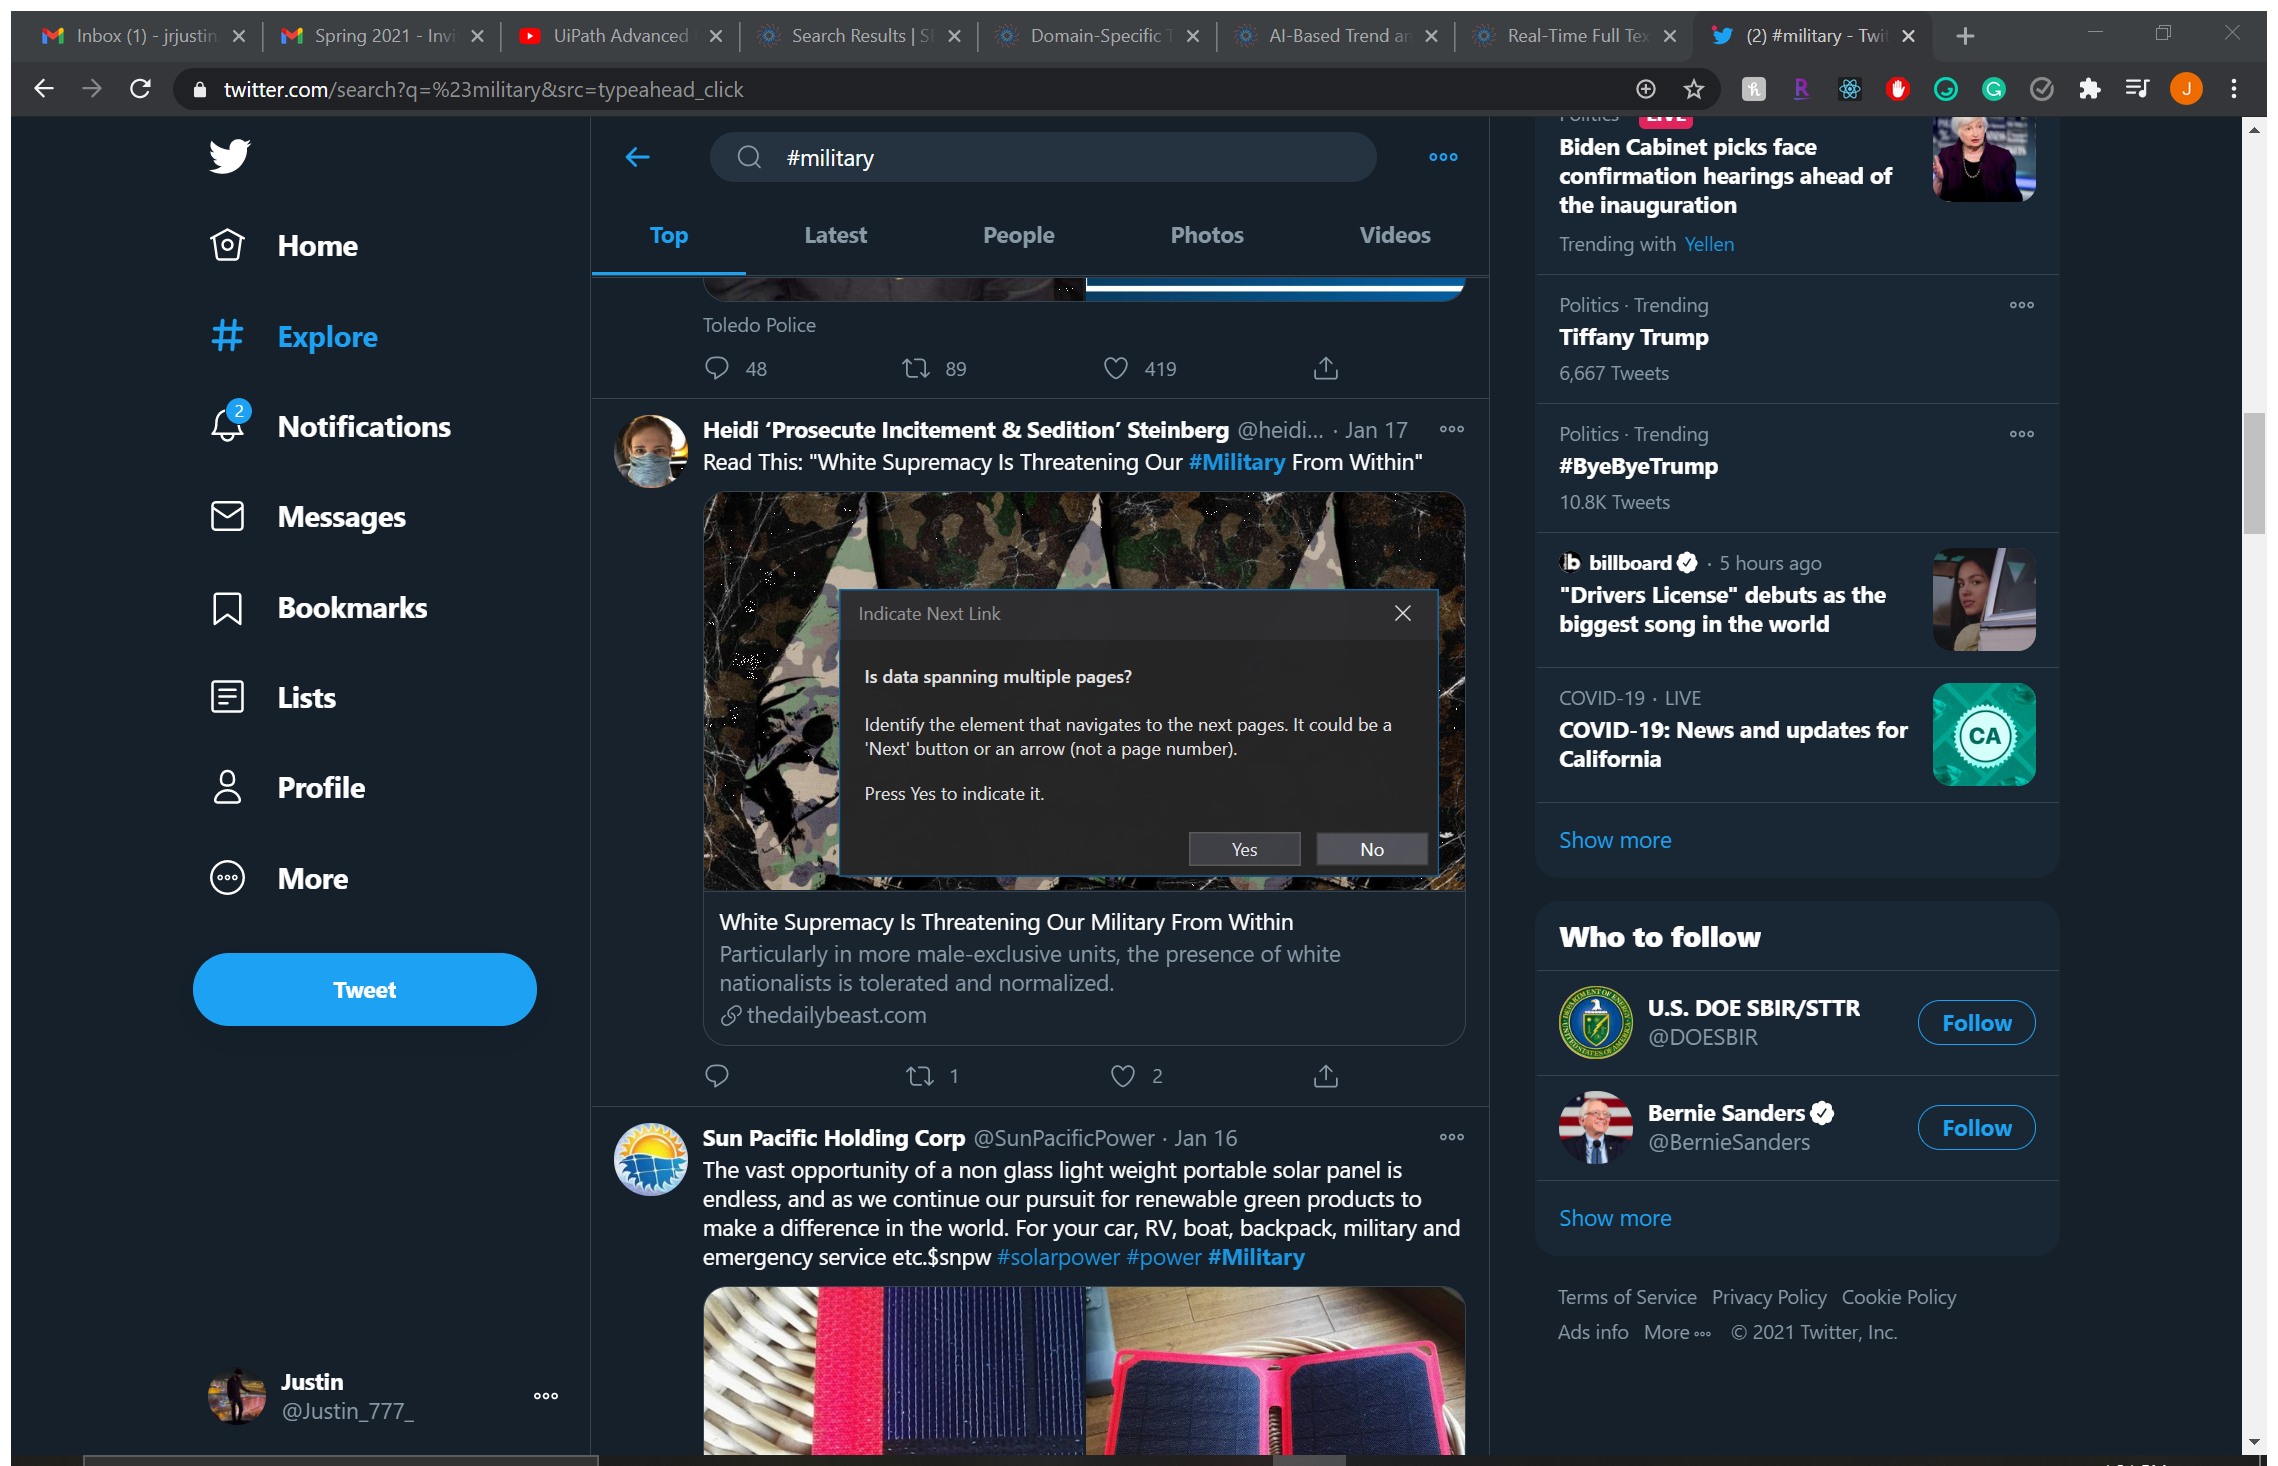 Inbox (1) - jrjustin
Spring 2021 - Invi
UiPath Advanced
Search Results | S
Domain-Specific T
AI-Based Trend an
Real-Time Full Tex
(2) #military - Twit
twitter.com/search?q=%23military&src=typeahead_click
J
#military
Top
Latest
People
Photos
Videos
Home
Explore
2
Notifications
Messages
Bookmarks
Lists
Profile
More
Tweet
Justin
@Justin_777_
Toledo Police
48
89
419
Heidi ‘Prosecute Incitement & Sedition’ Steinberg @heidi... · Jan 17
Read This: "White Supremacy Is Threatening Our #Military From Within"
Indicate Next Link
Is data spanning multiple pages?
Identify the element that navigates to the next pages. It could be a
'Next' button or an arrow (not a page number).
Press Yes to indicate it.
Yes
No
White Supremacy Is Threatening Our Military From Within
Particularly in more male-exclusive units, the presence of white
nationalists is tolerated and normalized.
thedailybeast.com
1
2
Sun Pacific Holding Corp @SunPacificPower · Jan 16
The vast opportunity of a non glass light weight portable solar panel is
endless, and as we continue our pursuit for renewable green products to
make a difference in the world. For your car, RV, boat, backpack, military and
emergency service etc.$snpw #solarpower #power #Military
Politics · LIVE
Biden Cabinet picks face
confirmation hearings ahead of
the inauguration
Trending with Yellen
Politics · Trending
Tiffany Trump
6,667 Tweets
Politics · Trending
#ByeByeTrump
10.8K Tweets
billboard · 5 hours ago
"Drivers License" debuts as the
biggest song in the world
COVID-19 · LIVE
COVID-19: News and updates for
California
CA
Show more
Who to follow
U.S. DOE SBIR/STTR
@DOESBIR
Follow
Bernie Sanders
@BernieSanders
Follow
Show more
Terms of Service Privacy Policy Cookie Policy
Ads info More © 2021 Twitter, Inc.